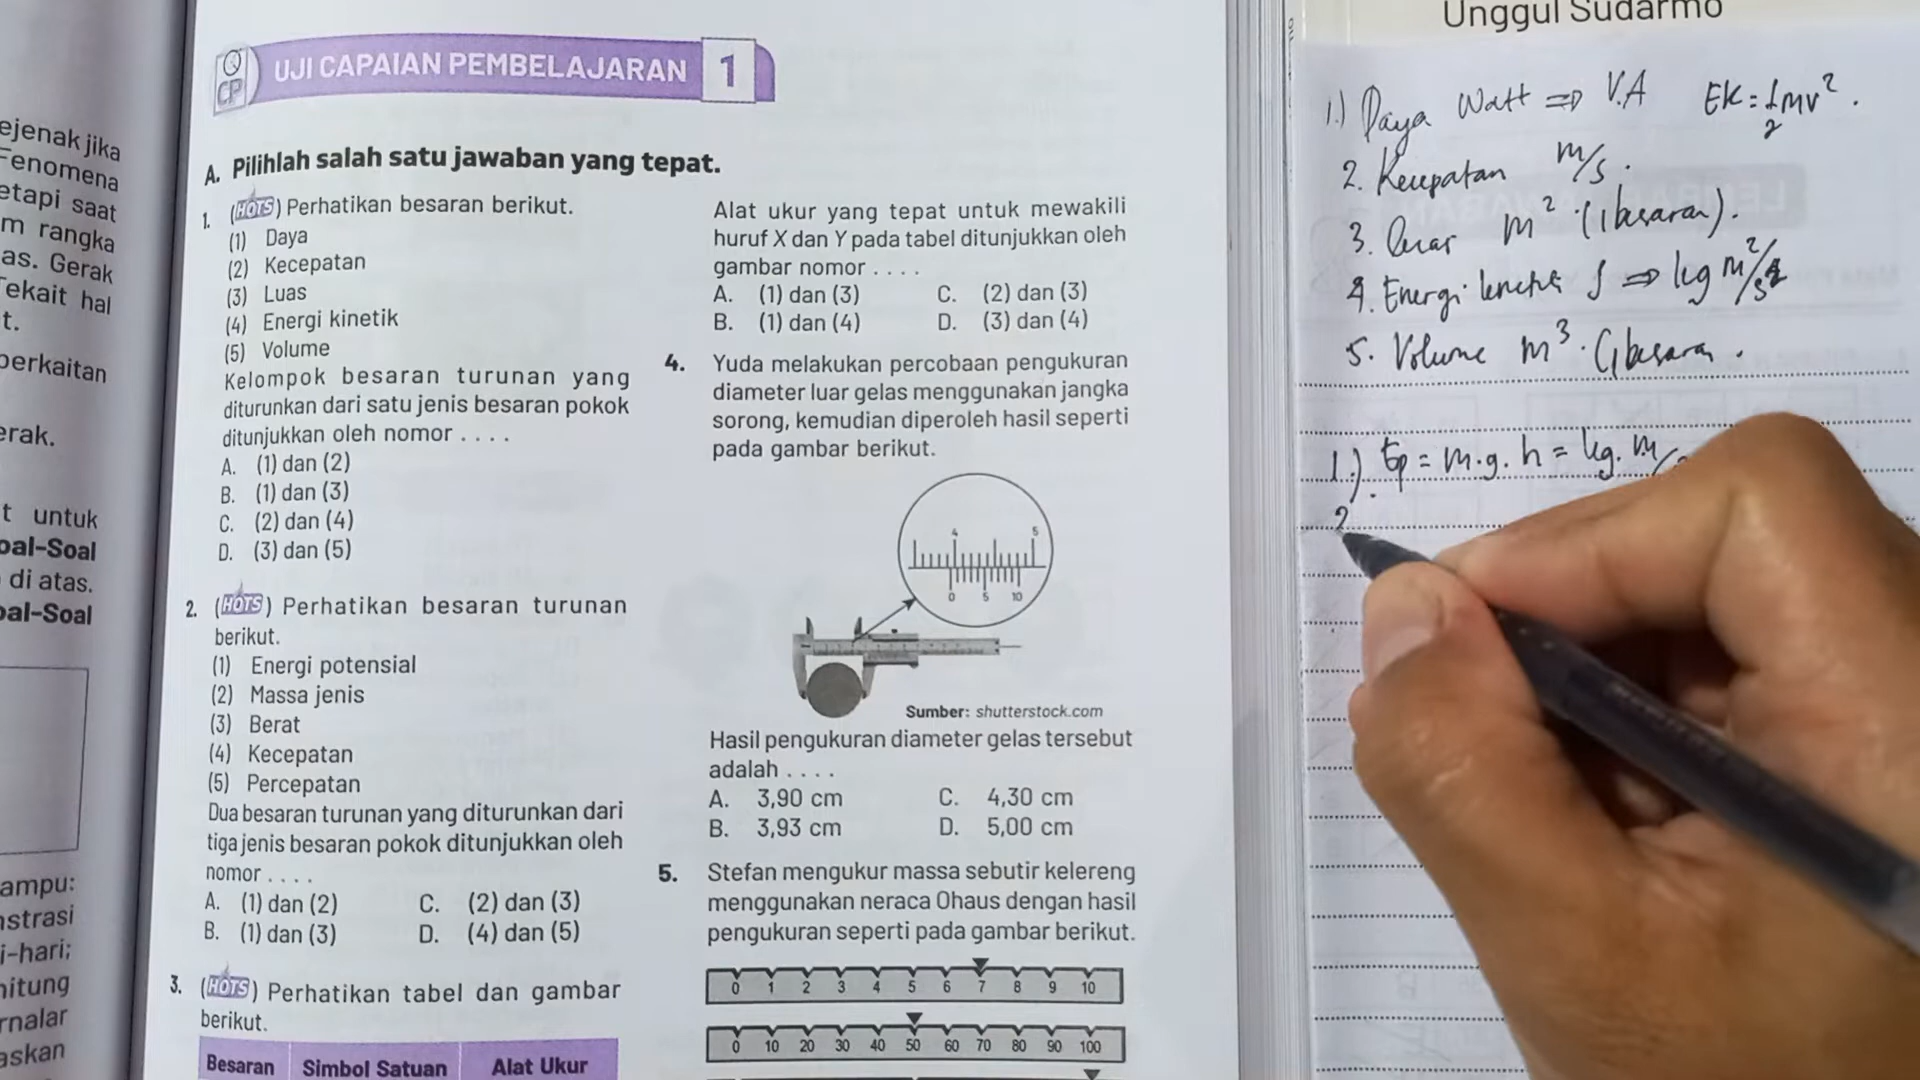 ejenak jika
Fenomena
etapi saat
m rangka
as. Gerak
Tekait hal
t.
berkaitan
erak.
t untuk
oal-Soal
di atas.
oal-Soal
ampu:
nstrasi
i-hari;
hitung
rnalar
askan
CP
UJI CAPAIAN PEMBELAJARAN 1
A. Pilihlah salah satu jawaban yang tepat.
1. (HOTS) Perhatikan besaran berikut.
(1) Daya
(2) Kecepatan
(3) Luas
(4) Energi kinetik
(5) Volume
Kelompok besaran turunan yang
diturunkan dari satu jenis besaran pokok
ditunjukkan oleh nomor . . . .
A. (1) dan (2)
B. (1) dan (3)
C. (2) dan (4)
D. (3) dan (5)
2. (HOTS) Perhatikan besaran turunan
berikut.
(1) Energi potensial
(2) Massa jenis
(3) Berat
(4) Kecepatan
(5) Percepatan
Dua besaran turunan yang diturunkan dari
tiga jenis besaran pokok ditunjukkan oleh
nomor . . . .
A. (1) dan (2) C. (2) dan (3)
B. (1) dan (3) D. (4) dan (5)
3. (HOTS) Perhatikan tabel dan gambar
berikut.
Besaran Simbol Satuan Alat Ukur
Alat ukur yang tepat untuk mewakili
huruf X dan Y pada tabel ditunjukkan oleh
gambar nomor . . . .
A. (1) dan (3) C. (2) dan (3)
B. (1) dan (4) D. (3) dan (4)
4. Yuda melakukan percobaan pengukuran
diameter luar gelas menggunakan jangka
sorong, kemudian diperoleh hasil seperti
pada gambar berikut.
4 5
0 5 10
Sumber: shutterstock.com
Hasil pengukuran diameter gelas tersebut
adalah . . . .
A. 3,90 cm C. 4,30 cm
B. 3,93 cm D. 5,00 cm
5. Stefan mengukur massa sebutir kelereng
menggunakan neraca Ohaus dengan hasil
pengukuran seperti pada gambar berikut.
0 1 2 3 4 5 6 7 8 9 10
0 10 20 30 40 50 60 70 80 90 100
Unggul Sudarmo
1.) Daya Watt ⇒ V.A EK = 1/2 mv².
2. Kecepatan m/s.
3. Luas m². (1 besaran).
4. Energi J ⇒ kg m²/s²
5. Volume m³. (1 besaran.
1.) Ep = m.g.h = kg. m/
2